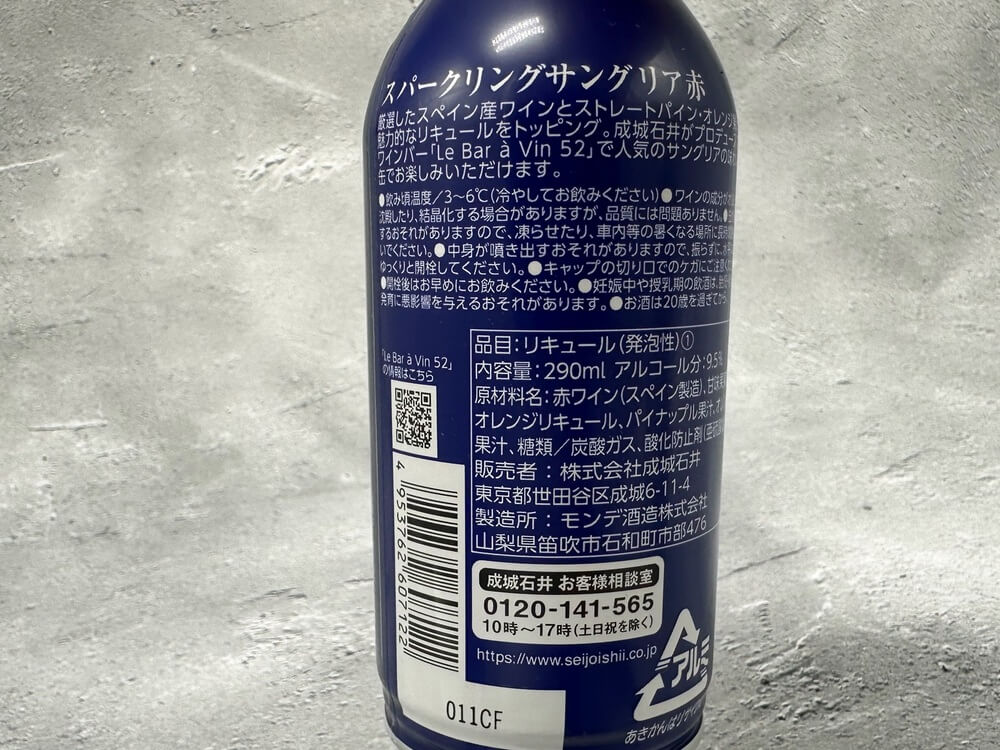 スパークリングサングリア赤
厳選したスペイン産ワインとストレートパイン・オレンジ
魅力的なリキュールをトッピング。成城石井がプロデュー
ワインバー「Le Bar à Vin 52」で人気のサングリアの味
缶でお楽しみいただけます。
●飲み頃温度／3〜6℃(冷やしてお飲みください)●ワインの成分が
沈殿したり、結晶化する場合がありますが、品質には問題ありません。●
するおそれがありますので、凍らせたり、車内等の暑くなる場所に長時
いでください。●中身が噴き出すおそれがありますので、振らずに、
ゆっくりと開栓してください。●キャップの切り口でのケガにご注意く
●開栓後はお早めにお飲みください。●妊娠中や授乳期の飲酒は、
発育に悪影響を与えるおそれがあります。●お酒は20歳を過ぎてから
「Le Bar à Vin 52」
の情報はこちら
品目：リキュール(発泡性)①
内容量：290ml アルコール分：9.5%
原材料名：赤ワイン(スペイン製造)、甘味果実
オレンジリキュール、パイナップル果汁、オレ
果汁、糖類／炭酸ガス、酸化防止剤(亜硫酸
販売者：株式会社成城石井
東京都世田谷区成城6-11-4
製造所：モンデ酒造株式会社
山梨県笛吹市石和町市部476
4 953762 607122
成城石井 お客様相談室
0120-141-565
10時〜17時(土日祝を除く)
https://www.seijoishii.co.jp
アルミ
あきかんはリサイ
011CF